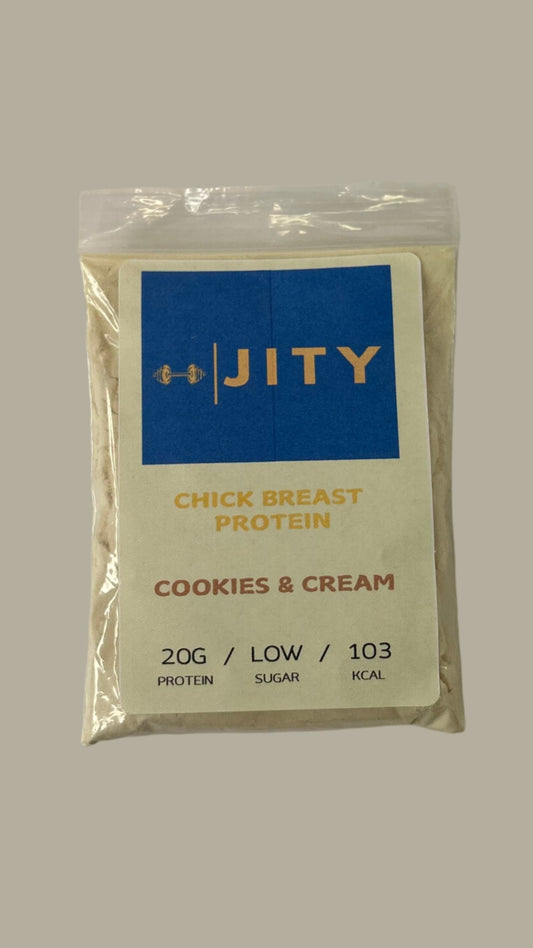 JITY
CHICK BREAST
PROTEIN
COOKIES & CREAM
20G / LOW / 103
PROTEIN SUGAR KCAL